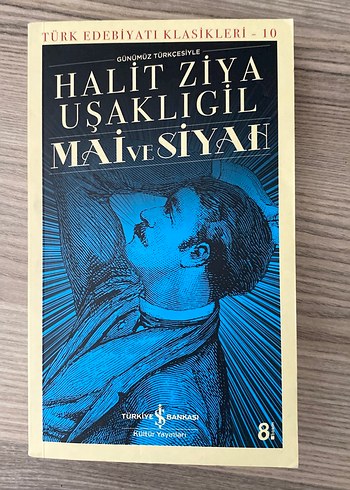 TÜRK EDEBİYATI KLASİKLERİ - 10
GÜNÜMÜZ TÜRKÇESİYLE
HALİT ZİYA
UŞAKLIGİL
MAİ VE SİYAH
TÜRKİYE İŞ BANKASI
Kültür Yayınları
8.